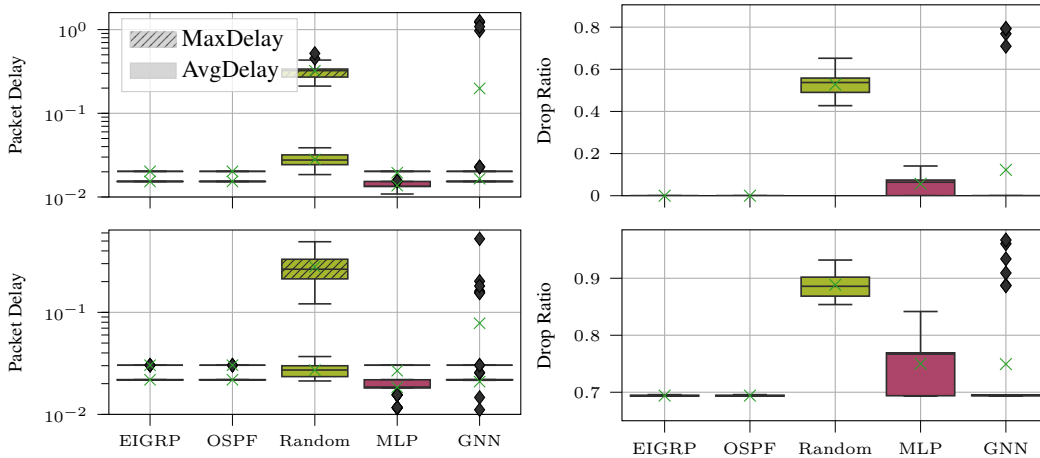 Packet Delay
10⁰
10⁻¹
10⁻²
MaxDelay
AvgDelay
Drop Ratio
0.8
0.6
0.4
0.2
0
Packet Delay
10⁻¹
10⁻²
EIGRP OSPF Random MLP GNN
Drop Ratio
0.9
0.8
0.7
EIGRP OSPF Random MLP GNN